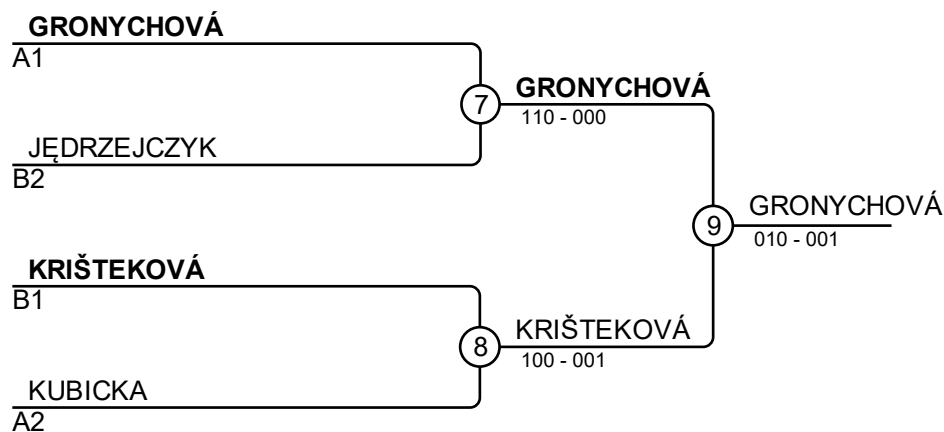 GRONYCHOVÁ
A1
7
GRONYCHOVÁ
110 - 000
JĘDRZEJCZYK
B2
9
GRONYCHOVÁ
010 - 001
KRIŠTEKOVÁ
B1
8
KRIŠTEKOVÁ
100 - 001
KUBICKA
A2